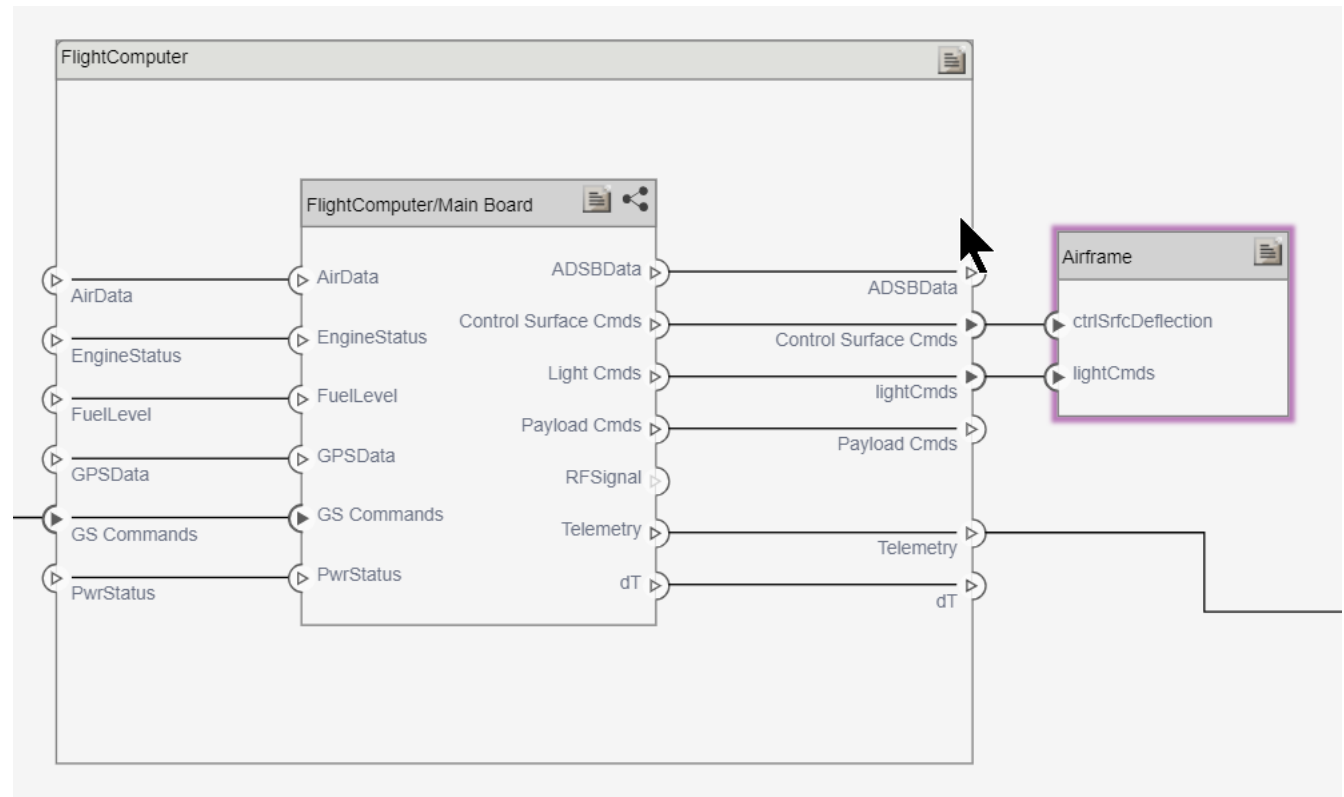 FlightComputer
FlightComputer/Main Board
Airframe
AirData
AirData
ADSBData
ADSBData
EngineStatus
EngineStatus
Control Surface Cmds
Control Surface Cmds
ctrlSrfcDeflection
FuelLevel
FuelLevel
Light Cmds
lightCmds
lightCmds
GPSData
GPSData
Payload Cmds
Payload Cmds
RFSignal
GS Commands
GS Commands
Telemetry
Telemetry
PwrStatus
PwrStatus
dT
dT